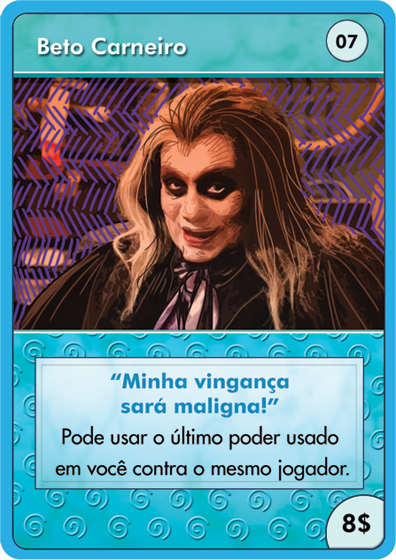 Beto Carneiro
07
“Minha vingança
sará maligna!”
Pode usar o último poder usado
em você contra o mesmo jogador.
8$